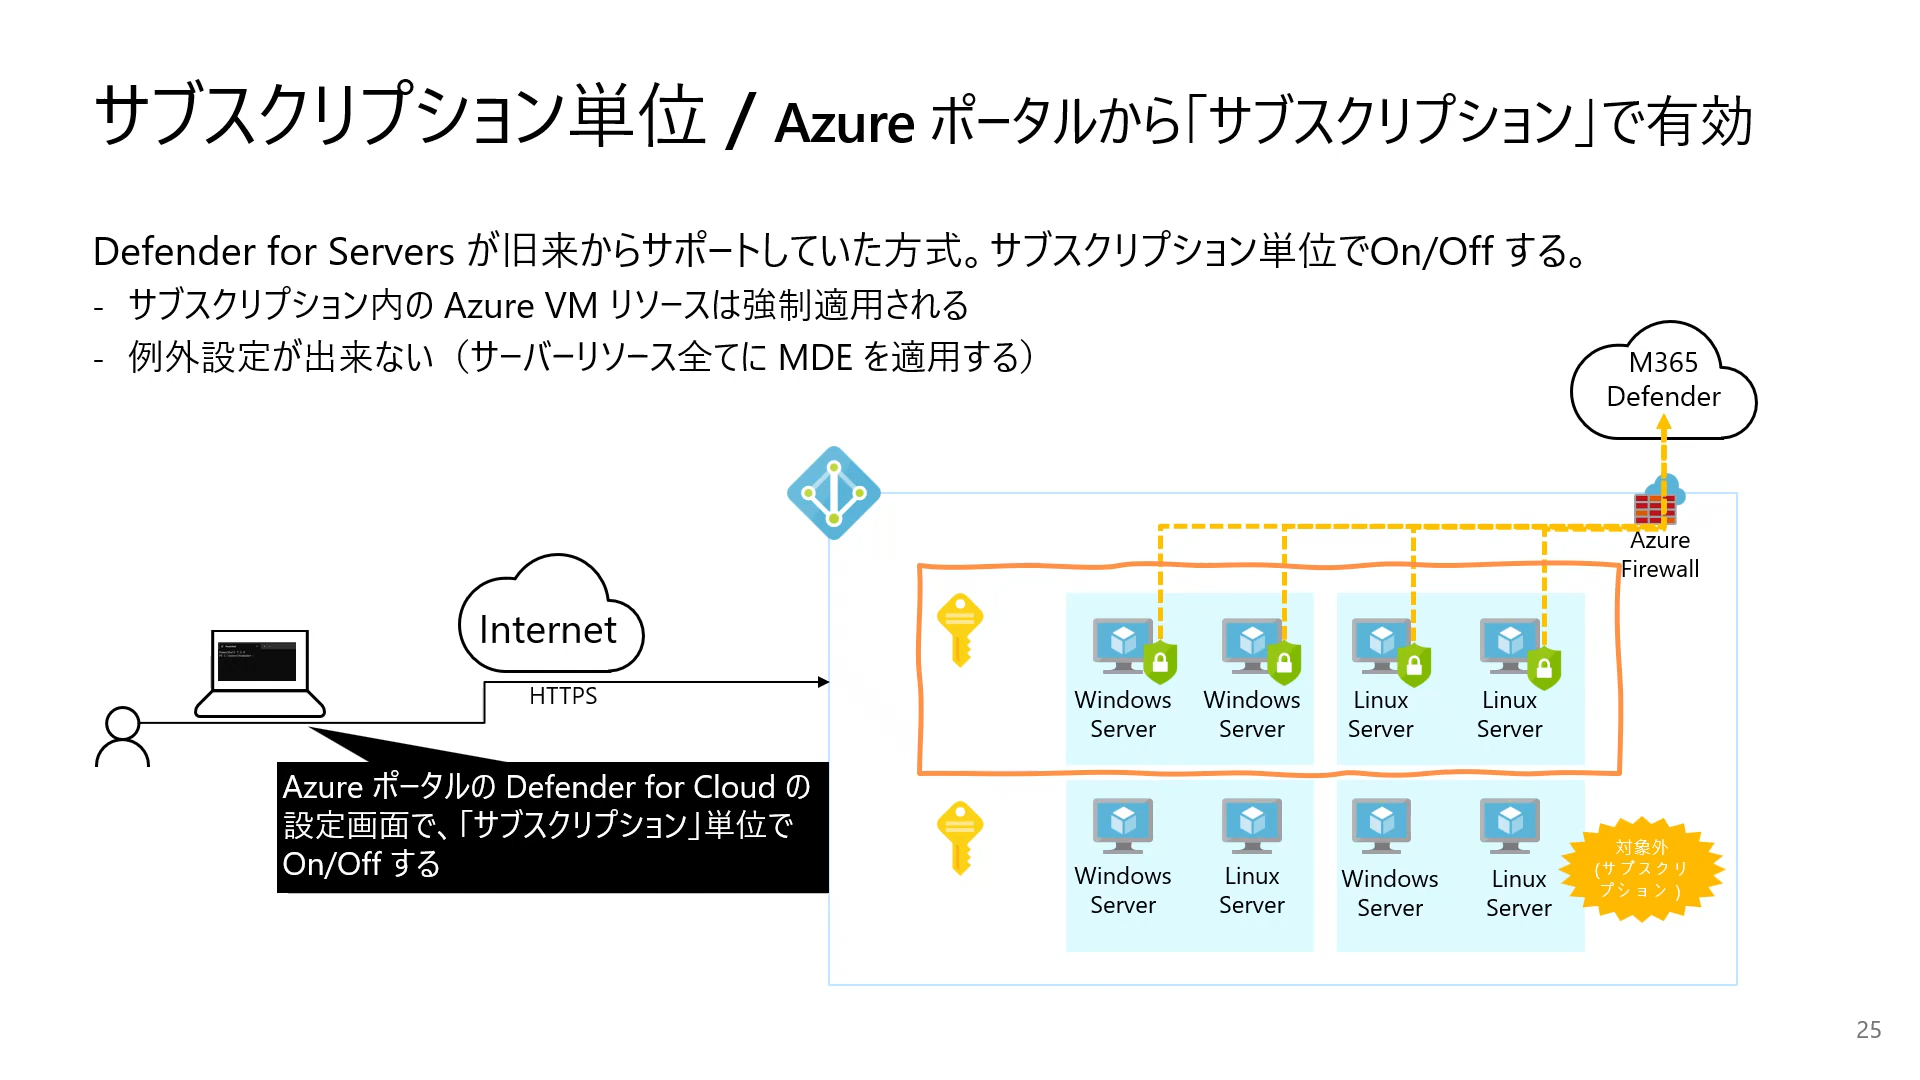 サブスクリプション単位 / Azure ポータルから「サブスクリプション」で有効
Defender for Servers が旧来からサポートしていた方式。サブスクリプション単位でOn/Off する。
- サブスクリプション内の Azure VM リソースは強制適用される
- 例外設定が出来ない（サーバーリソース全てに MDE を適用する）
M365
Defender
Azure
Firewall
Internet
HTTPS
Windows
Server
Windows
Server
Linux
Server
Linux
Server
Azure ポータルの Defender for Cloud の
設定画面で、「サブスクリプション」単位で
On/Off する
Windows
Server
Linux
Server
Windows
Server
Linux
Server
対象外
(サブスクリ
プション)
25